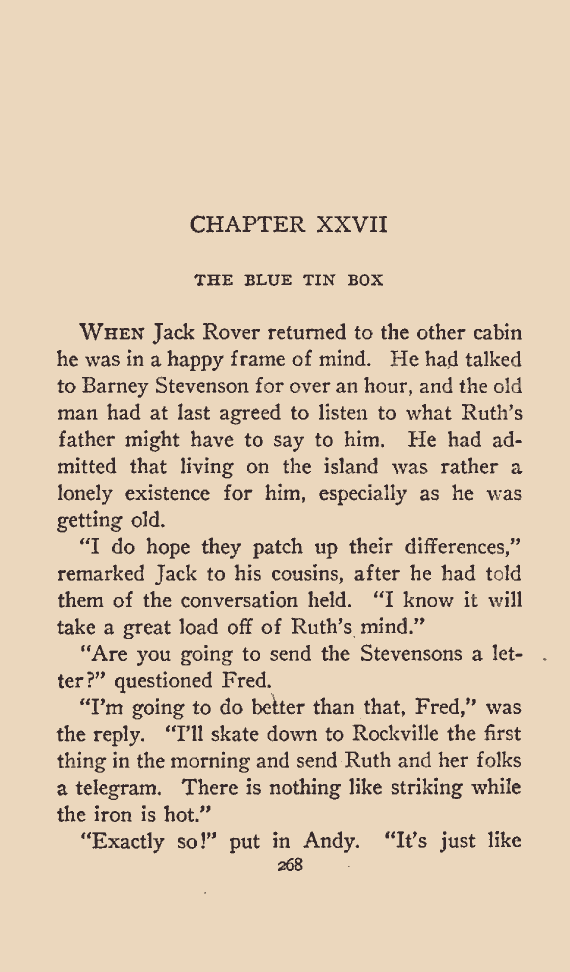 CHAPTER XXVII
THE BLUE TIN BOX
WHEN Jack Rover returned to the other cabin
he was in a happy frame of mind. He had talked
to Barney Stevenson for over an hour, and the old
man had at last agreed to listen to what Ruth's
father might have to say to him. He had ad-
mitted that living on the island was rather a
lonely existence for him, especially as he was
getting old.
"I do hope they patch up their differences,"
remarked Jack to his cousins, after he had told
them of the conversation held. "I know it will
take a great load off of Ruth's mind."
"Are you going to send the Stevensons a let-
ter?" questioned Fred.
"I'm going to do better than that, Fred," was
the reply. "I'll skate down to Rockville the first
thing in the morning and send Ruth and her folks
a telegram. There is nothing like striking while
the iron is hot."
"Exactly so!" put in Andy. "It's just like
268